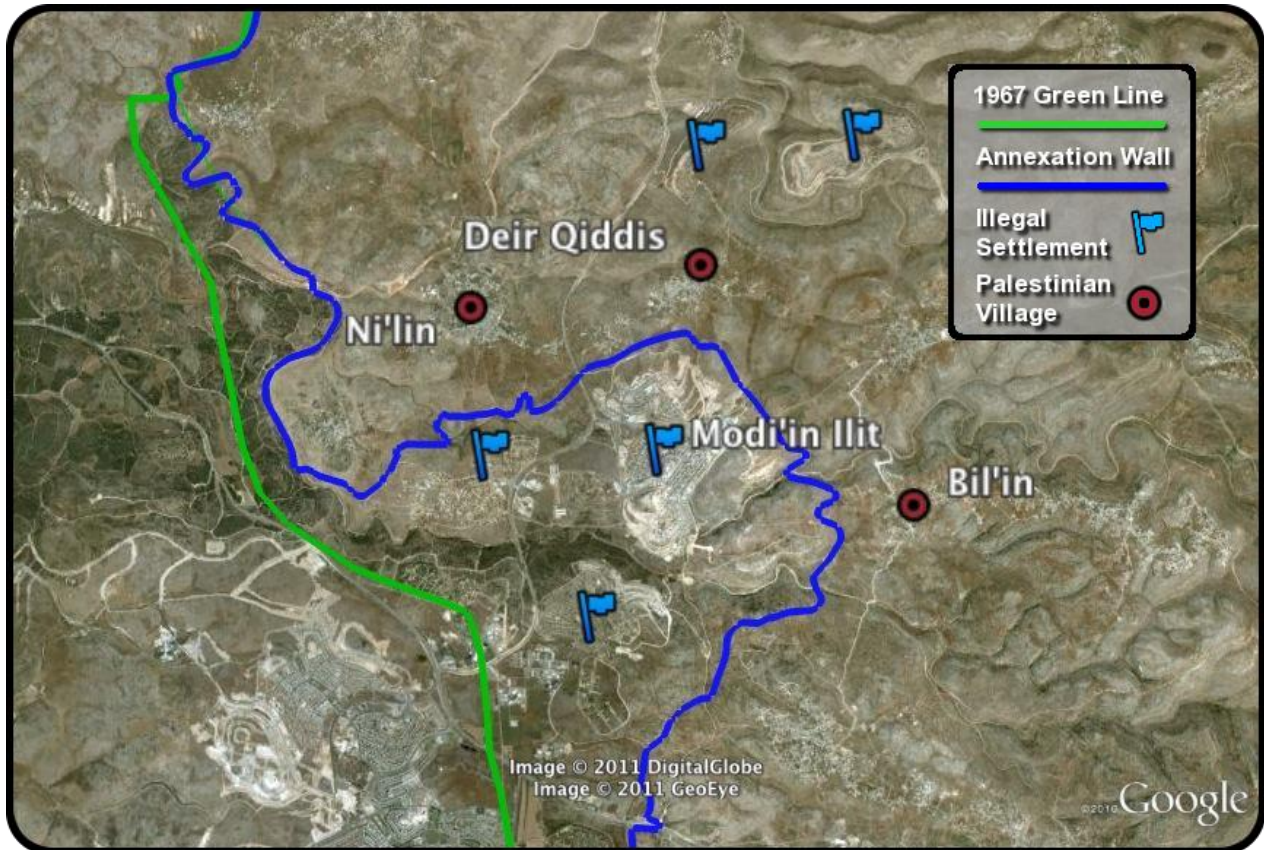 1967 Green Line
Annexation Wall
Illegal
Settlement
Palestinian
Village
Deir Qiddis
Ni'lin
Modi'in Ilit
Bil'in
Image © 2011 DigitalGlobe
Image © 2011 GeoEye
©2010 Google